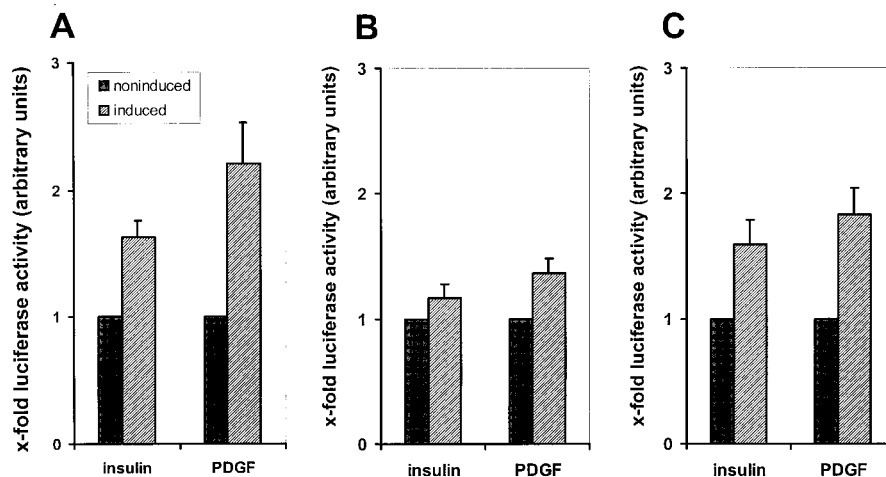 A
x-fold luciferase activity (arbitrary units)
3
2
1
0
noninduced
induced
insulin
PDGF
B
x-fold luciferase activity (arbitrary units)
3
2
1
0
insulin
PDGF
C
x-fold luciferase activity (arbitrary units)
3
2
1
0
insulin
PDGF